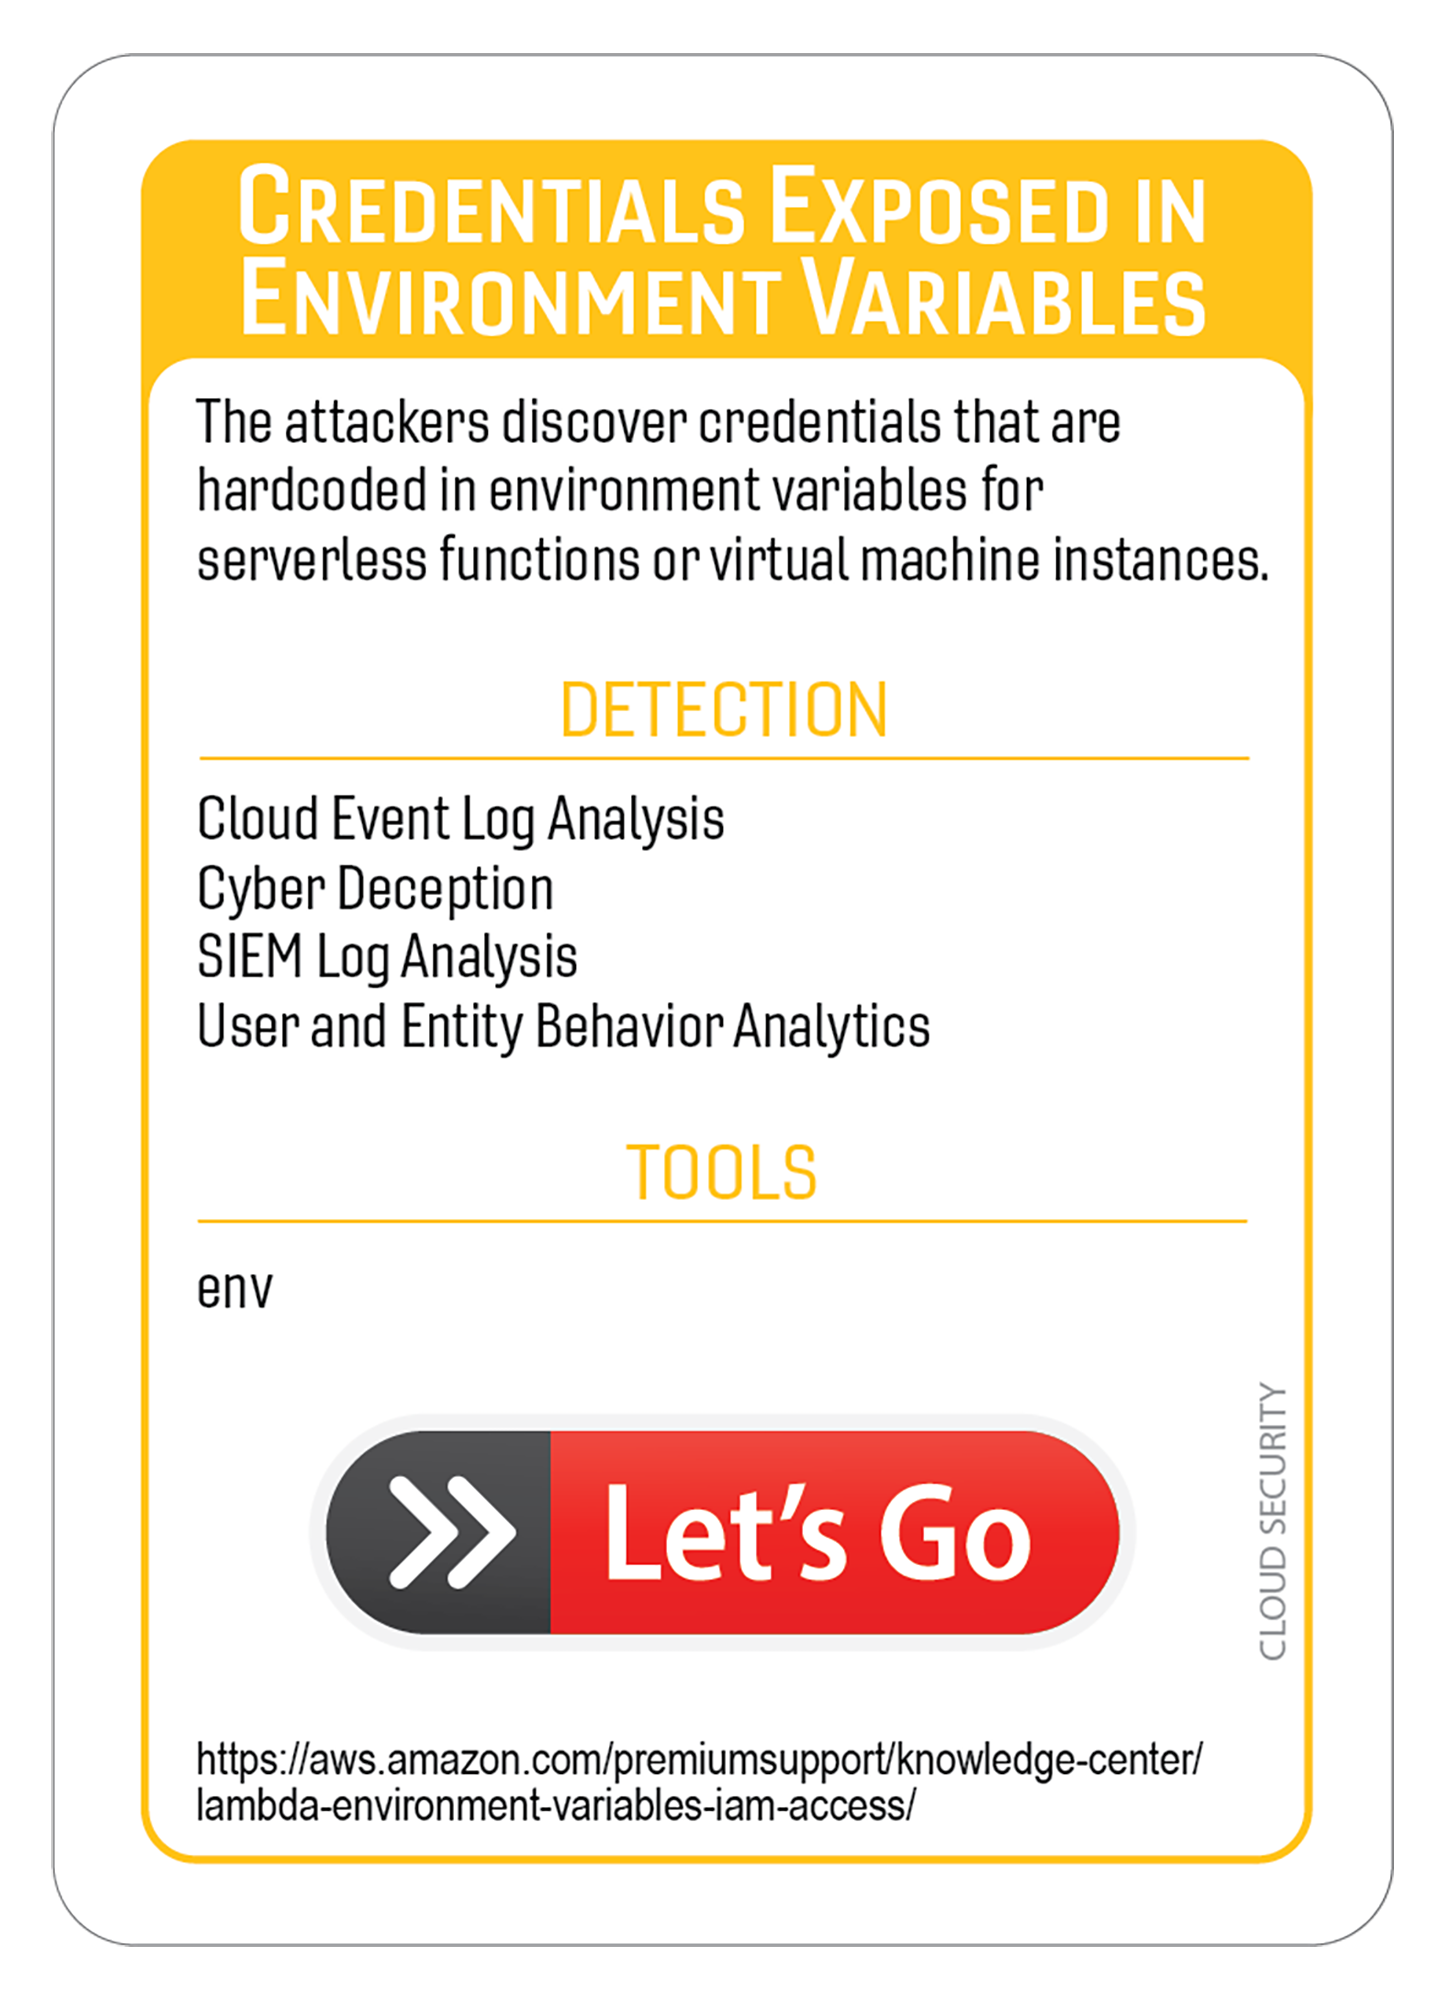 CREDENTIALS EXPOSED IN
ENVIRONMENT VARIABLES
The attackers discover credentials that are
hardcoded in environment variables for
serverless functions or virtual machine instances.
DETECTION
Cloud Event Log Analysis
Cyber Deception
SIEM Log Analysis
User and Entity Behavior Analytics
TOOLS
env
Let's Go
CLOUD SECURITY
https://aws.amazon.com/premiumsupport/knowledge-center/
lambda-environment-variables-iam-access/